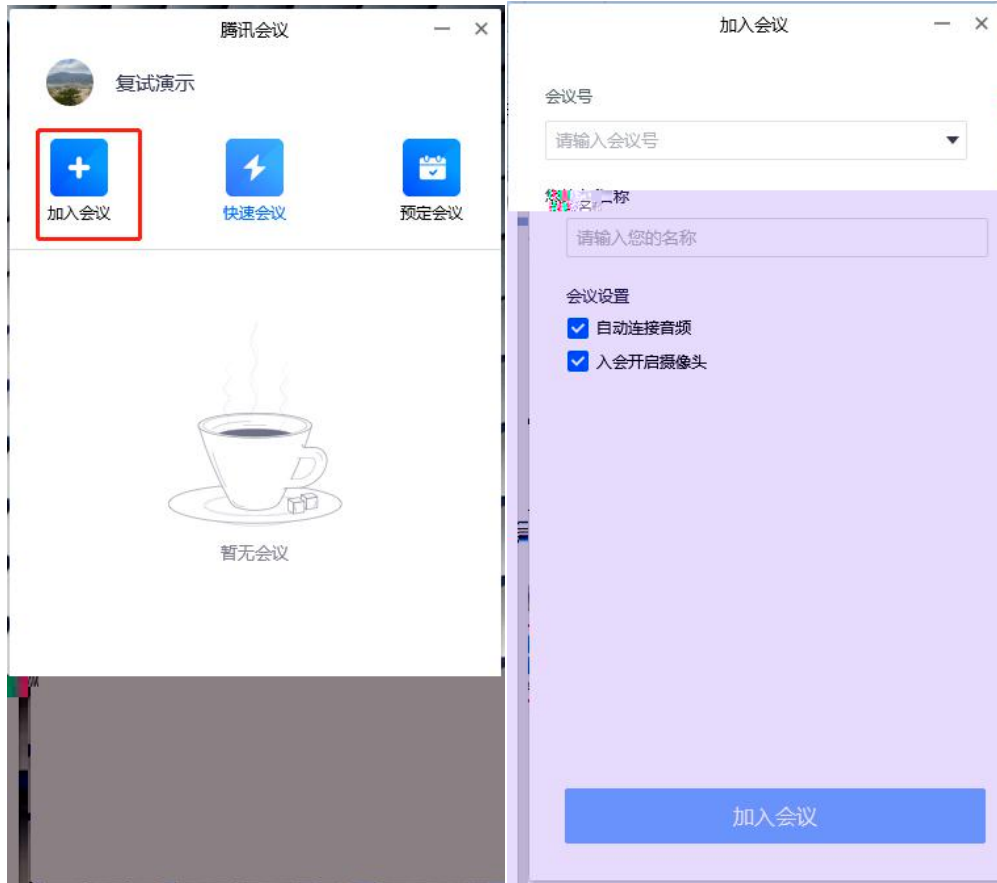 腾讯会议
复试演示
加入会议
快速会议
预定会议
暂无会议
加入会议
会议号
请输入会议号
名称
请输入您的名称
会议设置
自动连接音频
入会开启摄像头
加入会议